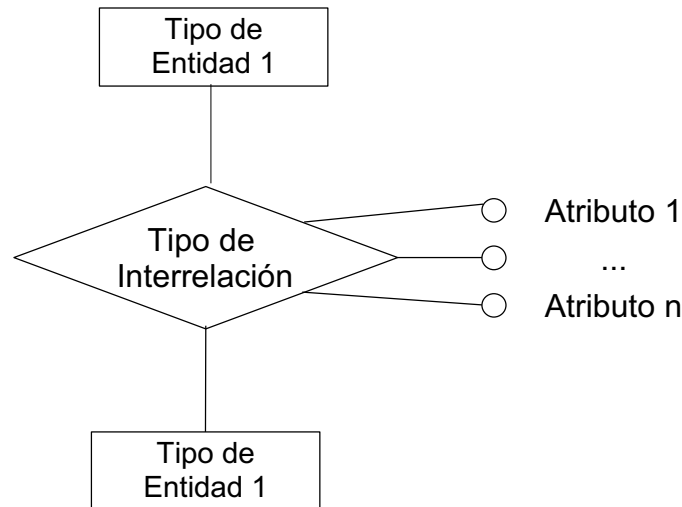 Tipo de
Entidad 1
Tipo de
Interrelación
Atributo 1
...
Atributo n
Tipo de
Entidad 1